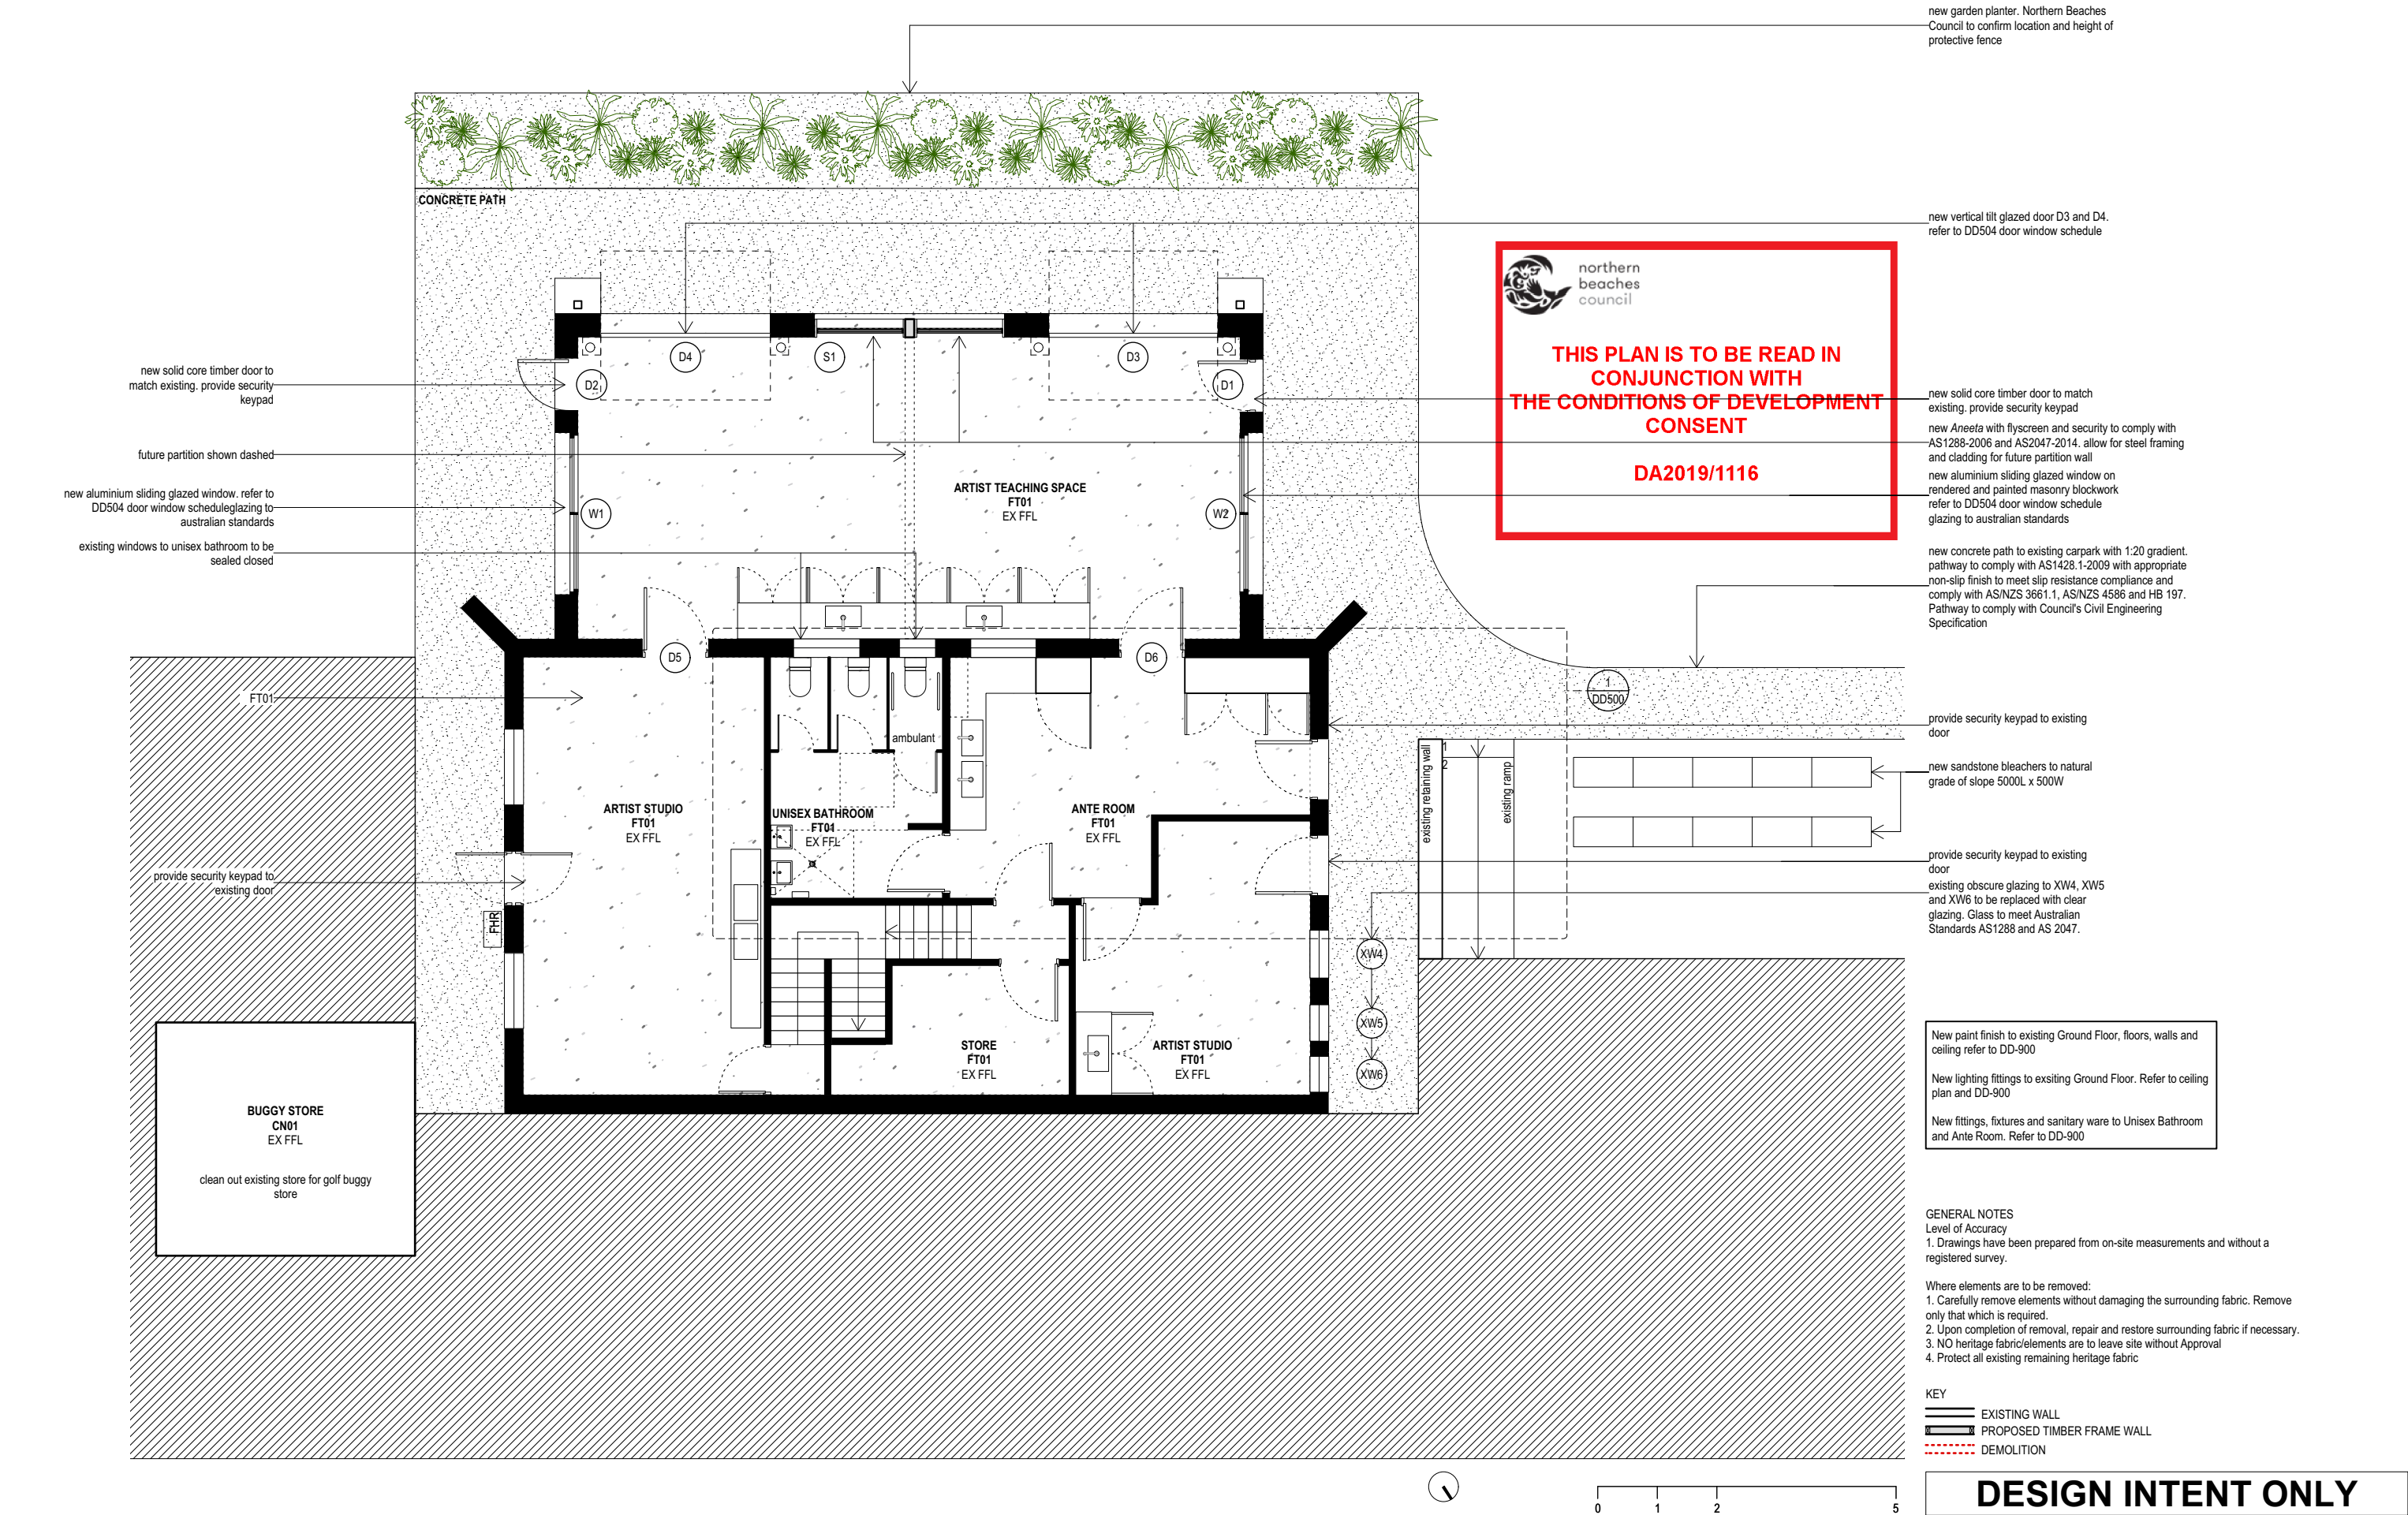 new garden planter. Northern Beaches
Council to confirm location and height of
protective fence
CONCRETE PATH
new vertical tilt glazed door D3 and D4.
refer to DD504 door window schedule
northern
beaches
council
THIS PLAN IS TO BE READ IN
CONJUNCTION WITH
THE CONDITIONS OF DEVELOPMENT
CONSENT
DA2019/1116
D4
S1
D3
D2
D1
new solid core timber door to
match existing. provide security
keypad
new solid core timber door to match
existing. provide security keypad
new Aneeta with flyscreen and security to comply with
AS1288-2006 and AS2047-2014. allow for steel framing
and cladding for future partition wall
future partition shown dashed
new aluminium sliding glazed window on
rendered and painted masonry blockwork
refer to DD504 door window schedule
glazing to australian standards
new aluminium sliding glazed window. refer to
DD504 door window scheduleglazing to
australian standards
W1
ARTIST TEACHING SPACE
FT01
EX FFL
W2
existing windows to unisex bathroom to be
sealed closed
new concrete path to existing carpark with 1:20 gradient.
pathway to comply with AS1428.1-2009 with appropriate
non-slip finish to meet slip resistance compliance and
comply with AS/NZS 3661.1, AS/NZS 4586 and HB 197.
Pathway to comply with Council's Civil Engineering
Specification
D5
D6
FT01
1
DD500
provide security keypad to existing
door
ambulant
existing retaining wall
1
2
existing ramp
new sandstone bleachers to natural
grade of slope 5000L x 500W
ARTIST STUDIO
FT01
EX FFL
UNISEX BATHROOM
FT01
EX FFL
ANTE ROOM
FT01
EX FFL
provide security keypad to
existing door
FHR
provide security keypad to existing
door
existing obscure glazing to XW4, XW5
and XW6 to be replaced with clear
glazing. Glass to meet Australian
Standards AS1288 and AS 2047.
XW4
XW5
XW6
STORE
FT01
EX FFL
ARTIST STUDIO
FT01
EX FFL
New paint finish to existing Ground Floor, floors, walls and
ceiling refer to DD-900
New lighting fittings to exsiting Ground Floor. Refer to ceiling
plan and DD-900
New fittings, fixtures and sanitary ware to Unisex Bathroom
and Ante Room. Refer to DD-900
BUGGY STORE
CN01
EX FFL
clean out existing store for golf buggy
store
GENERAL NOTES
Level of Accuracy
1. Drawings have been prepared from on-site measurements and without a
registered survey.
Where elements are to be removed:
1. Carefully remove elements without damaging the surrounding fabric. Remove
only that which is required.
2. Upon completion of removal, repair and restore surrounding fabric if necessary.
3. NO heritage fabric/elements are to leave site without Approval
4. Protect all existing remaining heritage fabric
KEY
EXISTING WALL
PROPOSED TIMBER FRAME WALL
DEMOLITION
0 1 2 5
DESIGN INTENT ONLY